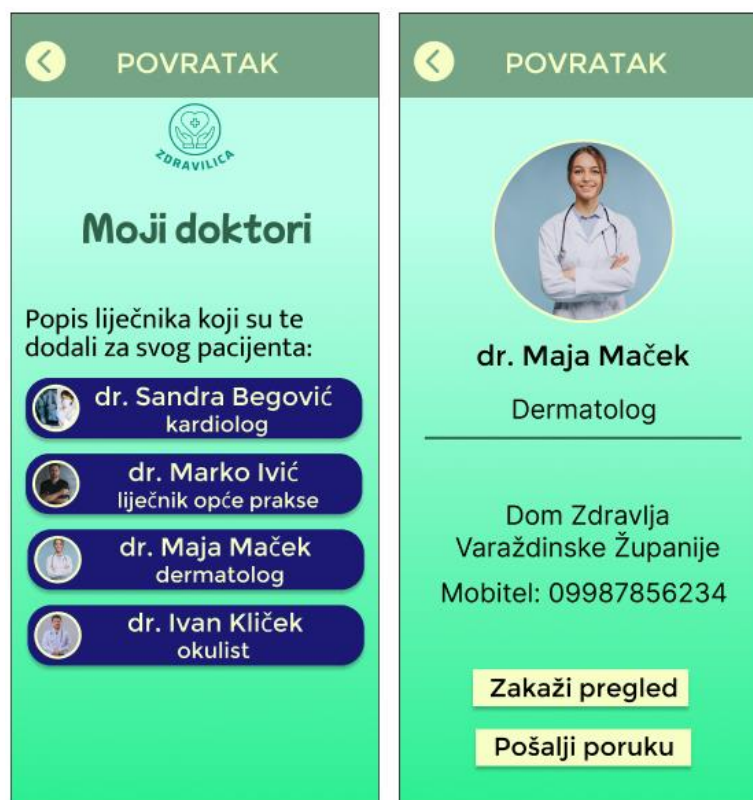 POVRATAK
ZDRAVILICA
Moji doktori
Popis liječnika koji su te
dodali za svog pacijenta:
dr. Sandra Begović
kardiolog
dr. Marko Ivić
liječnik opće prakse
dr. Maja Maček
dermatolog
dr. Ivan Kliček
okulist
POVRATAK
dr. Maja Maček
Dermatolog
Dom Zdravlja
Varaždinske Županije
Mobitel: 09987856234
Zakaži pregled
Pošalji poruku